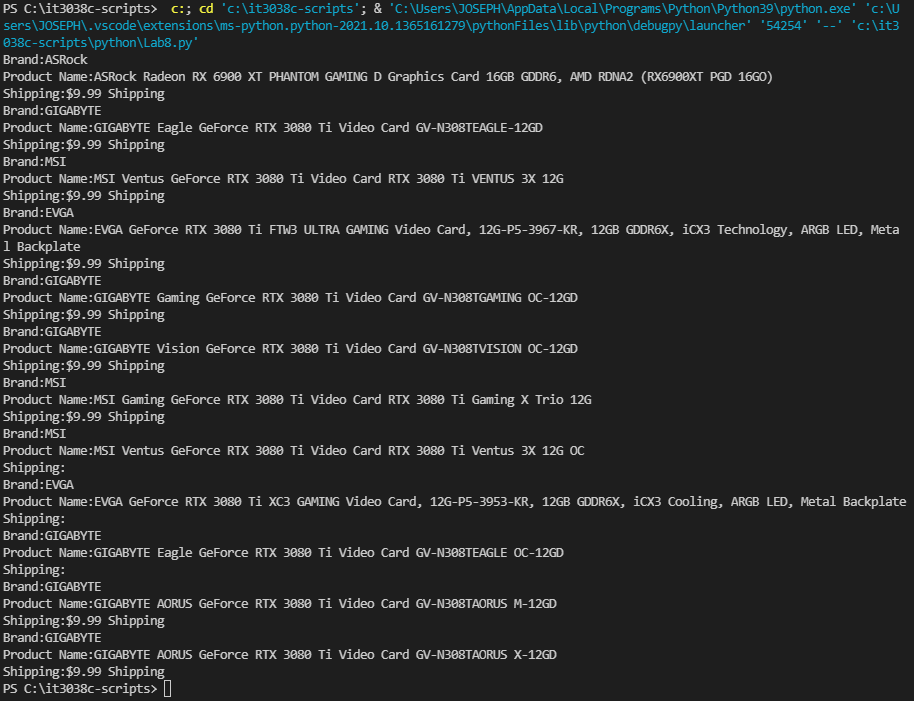 PS C:\it3038c-scripts>  c:; cd 'c:\it3038c-scripts'; & 'C:\Users\JOSEPH\AppData\Local\Programs\Python\Python39\python.exe' 'c:\U
sers\JOSEPH\.vscode\extensions\ms-python.python-2021.10.1365161279\pythonFiles\lib\python\debugpy\launcher' '54254' '--' 'c:\it3
038c-scripts\python\Lab8.py'
Brand:ASRock
Product Name:ASRock Radeon RX 6900 XT PHANTOM GAMING D Graphics Card 16GB GDDR6, AMD RDNA2 (RX6900XT PGD 16GO)
Shipping:$9.99 Shipping
Brand:GIGABYTE
Product Name:GIGABYTE Eagle GeForce RTX 3080 Ti Video Card GV-N308TEAGLE-12GD
Shipping:$9.99 Shipping
Brand:MSI
Product Name:MSI Ventus GeForce RTX 3080 Ti Video Card RTX 3080 Ti VENTUS 3X 12G
Shipping:$9.99 Shipping
Brand:EVGA
Product Name:EVGA GeForce RTX 3080 Ti FTW3 ULTRA GAMING Video Card, 12G-P5-3967-KR, 12GB GDDR6X, iCX3 Technology, ARGB LED, Meta
l Backplate
Shipping:$9.99 Shipping
Brand:GIGABYTE
Product Name:GIGABYTE Gaming GeForce RTX 3080 Ti Video Card GV-N308TGAMING OC-12GD
Shipping:$9.99 Shipping
Brand:GIGABYTE
Product Name:GIGABYTE Vision GeForce RTX 3080 Ti Video Card GV-N308TVISION OC-12GD
Shipping:$9.99 Shipping
Brand:MSI
Product Name:MSI Gaming GeForce RTX 3080 Ti Video Card RTX 3080 Ti Gaming X Trio 12G
Shipping:$9.99 Shipping
Brand:MSI
Product Name:MSI Ventus GeForce RTX 3080 Ti Video Card RTX 3080 Ti Ventus 3X 12G OC
Shipping:
Brand:EVGA
Product Name:EVGA GeForce RTX 3080 Ti XC3 GAMING Video Card, 12G-P5-3953-KR, 12GB GDDR6X, iCX3 Cooling, ARGB LED, Metal Backplate
Shipping:
Brand:GIGABYTE
Product Name:GIGABYTE Eagle GeForce RTX 3080 Ti Video Card GV-N308TEAGLE OC-12GD
Shipping:
Brand:GIGABYTE
Product Name:GIGABYTE AORUS GeForce RTX 3080 Ti Video Card GV-N308TAORUS M-12GD
Shipping:$9.99 Shipping
Brand:GIGABYTE
Product Name:GIGABYTE AORUS GeForce RTX 3080 Ti Video Card GV-N308TAORUS X-12GD
Shipping:$9.99 Shipping
PS C:\it3038c-scripts>